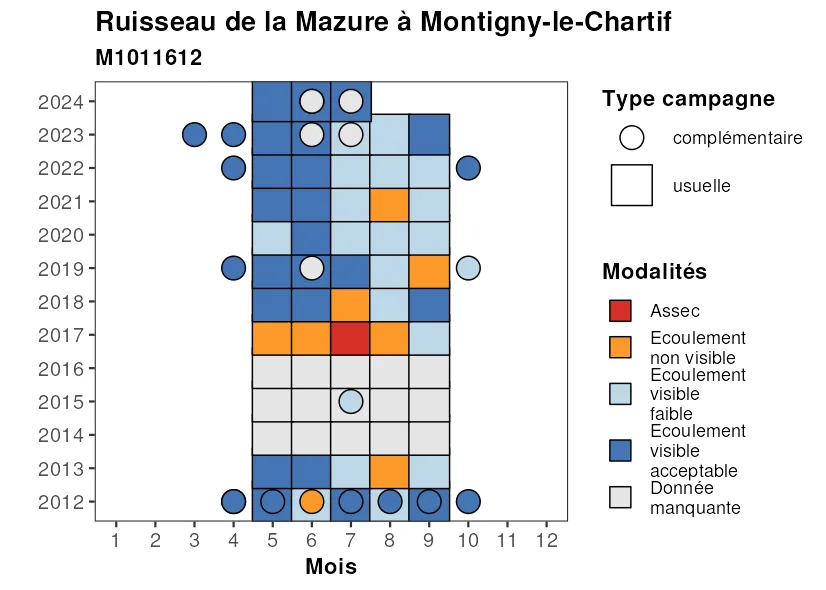 Ruisseau de la Mazure à Montigny-le-Chartif
M1011612
2024
2023
2022
2021
2020
2019
2018
2017
2016
2015
2014
2013
2012
1 2 3 4 5 6 7 8 9 10 11 12
Mois
Type campagne
complémentaire
usuelle
Modalités
Assec
Ecoulement
non visible
Ecoulement
visible
faible
Ecoulement
visible
acceptable
Donnée
manquante